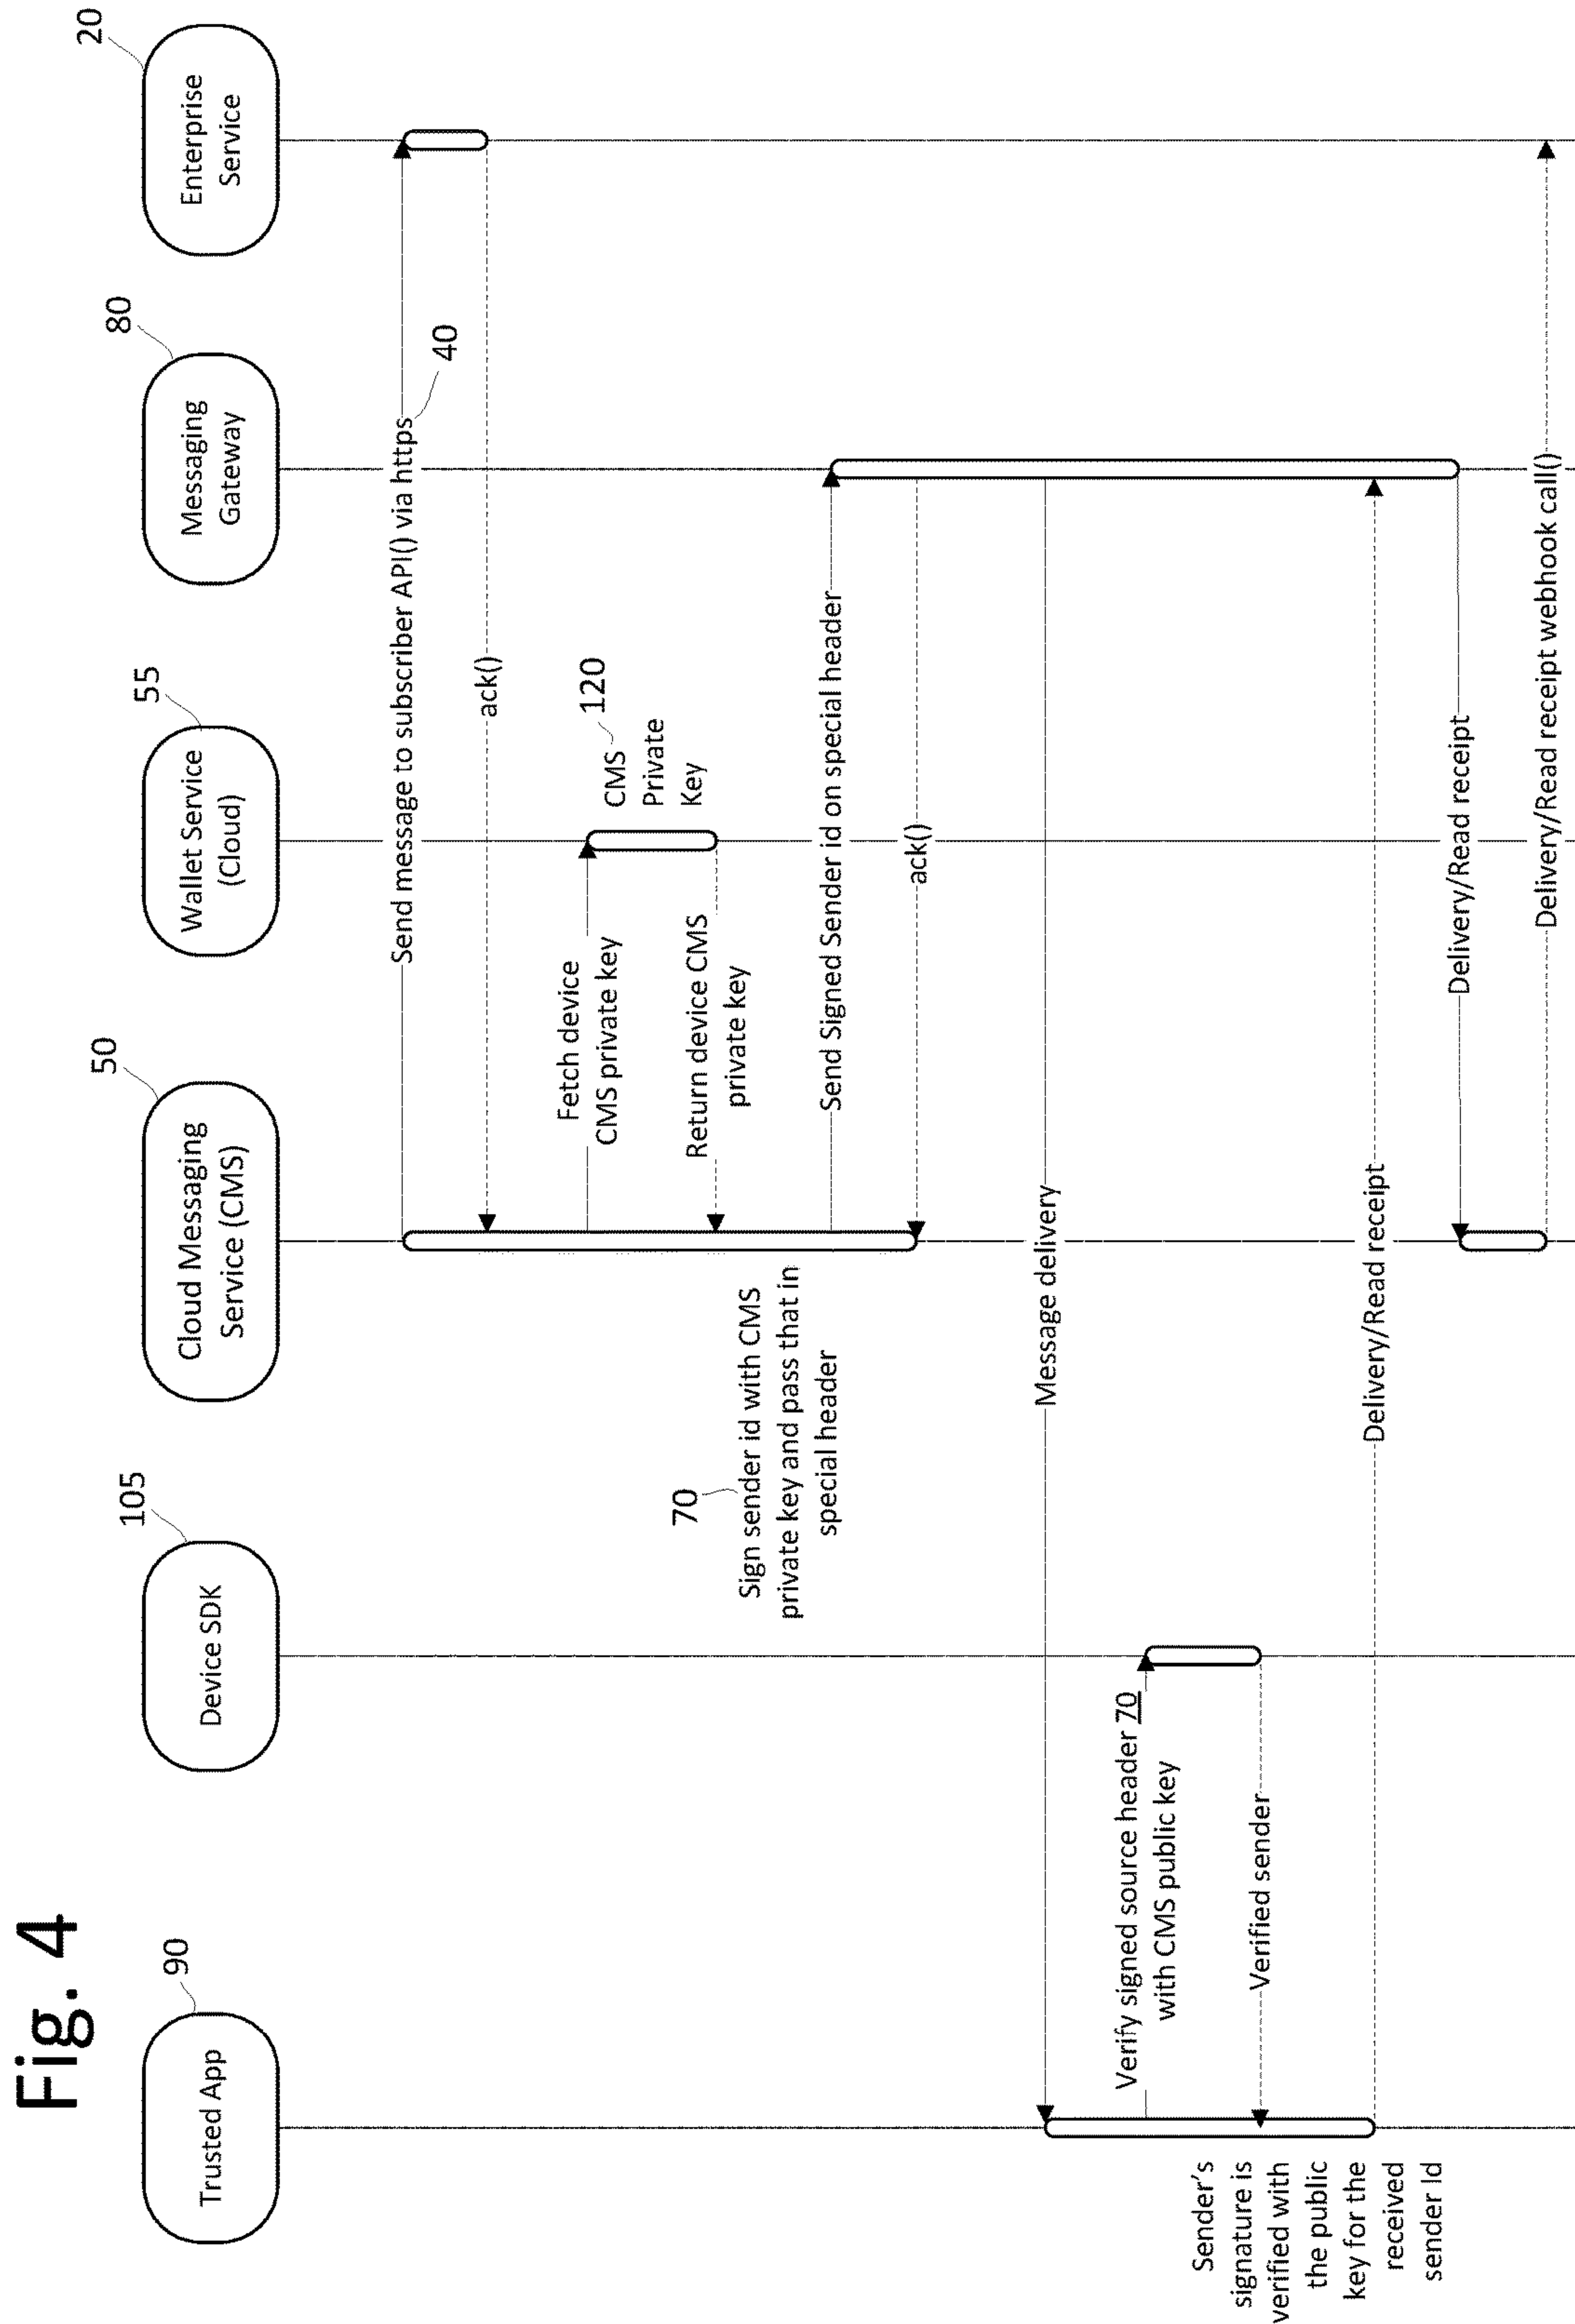 Fig. 4
90
Trusted App
105
Device SDK
50
Cloud Messaging
Service (CMS)
55
Wallet Service
(Cloud)
80
Messaging
Gateway
20
Enterprise
Service
Send message to subscriber API() via https
40
ack()
Fetch device
CMS private key
120
CMS
Private
Key
Return device CMS
private key
70
Sign sender id with CMS
private key and pass that in
special header
Send Signed Sender id on special header
ack()
Message delivery
Verify signed source header 70
with CMS public key
Verified sender
Sender's
signature is
verified with
the public
key for the
received
sender Id
Delivery/Read receipt
Delivery/Read receipt
Delivery/Read receipt webhook call()